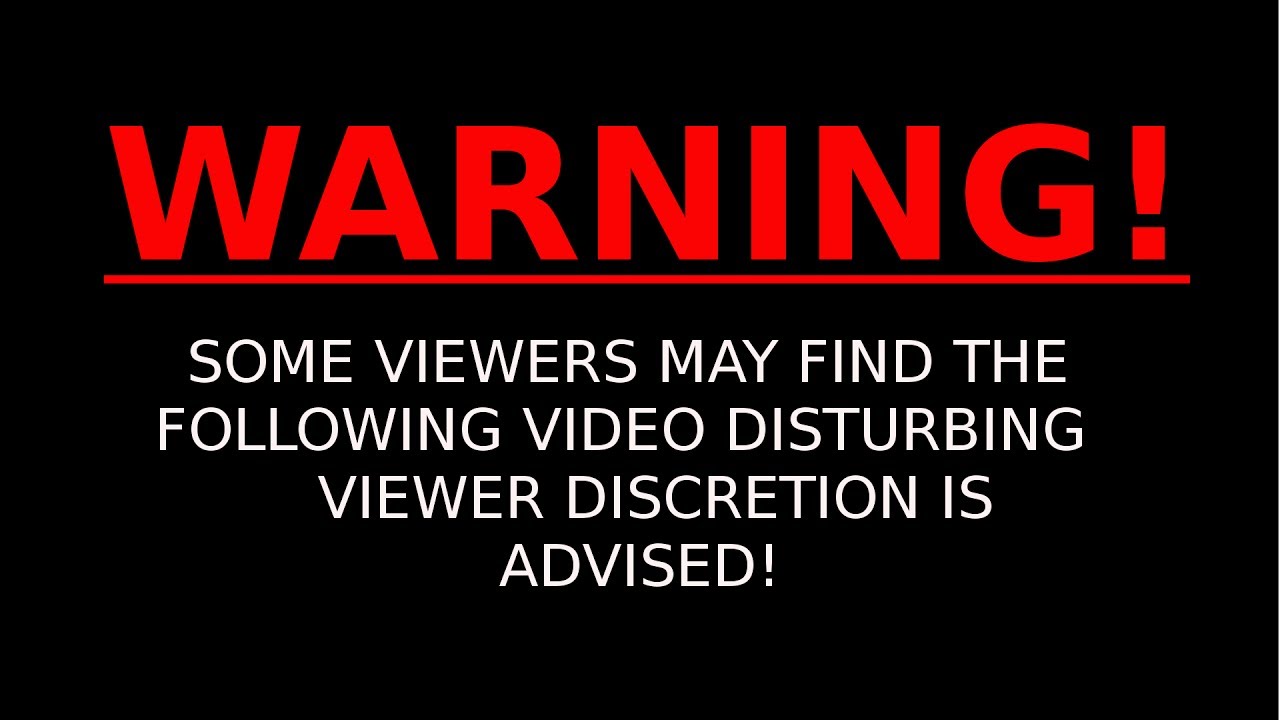 WARNING!
SOME VIEWERS MAY FIND THE
FOLLOWING VIDEO DISTURBING
VIEWER DISCRETION IS
ADVISED!